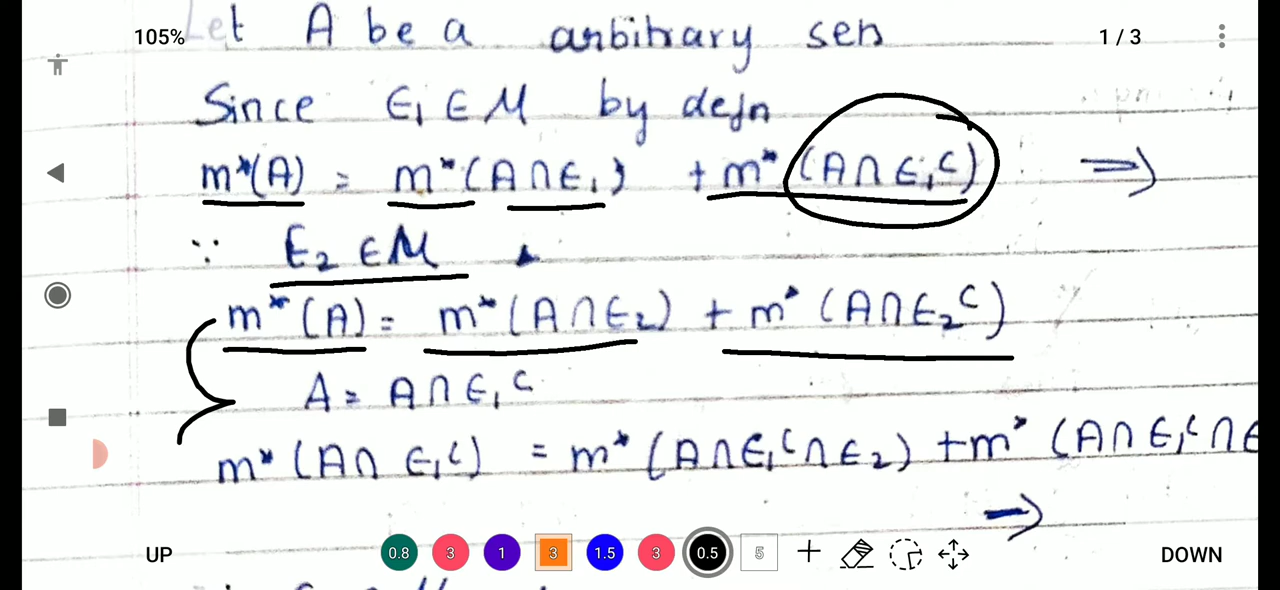 105%
1 / 3
Let A be a arbitrary sen
Since E₁ ∈ M by defn
m*(A) = m*(A∩E₁) + m*(A∩E₁ᶜ) ⇒
∵ E₂ ∈ M
m*(A) = m*(A∩E₂) + m*(A∩E₂ᶜ)
A = A∩E₁ᶜ
m*(A∩E₁ᶜ) = m*(A∩E₁ᶜ∩E₂) + m*(A∩E₁ᶜ∩E
⇒
UP 0.8 3 1 3 1.5 3 0.5 5 DOWN